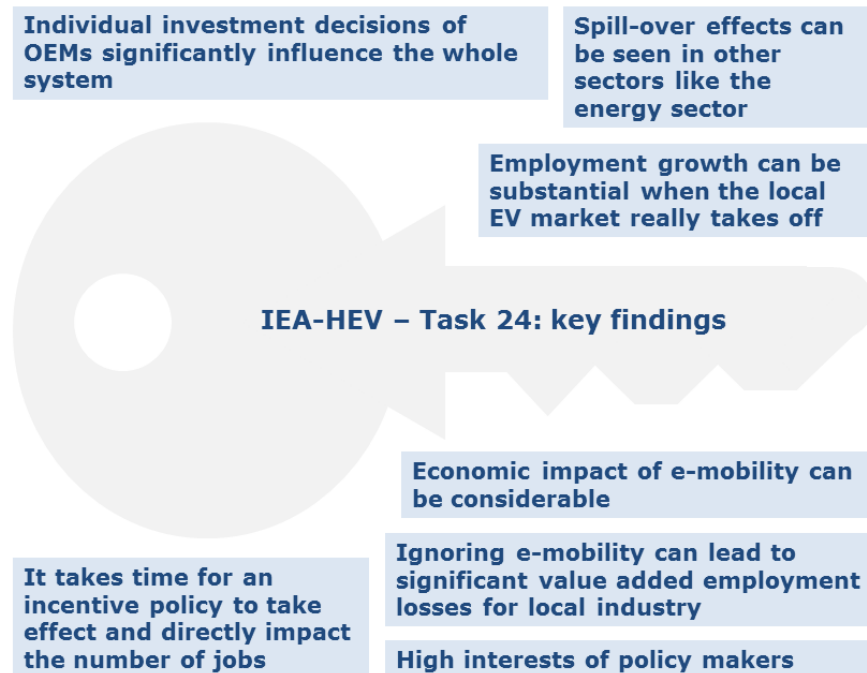 Individual investment decisions of
OEMs significantly influence the whole
system
Spill-over effects can
be seen in other
sectors like the
energy sector
Employment growth can be
substantial when the local
EV market really takes off
IEA-HEV – Task 24: key findings
Economic impact of e-mobility can
be considerable
Ignoring e-mobility can lead to
significant value added employment
losses for local industry
It takes time for an
incentive policy to take
effect and directly impact
the number of jobs
High interests of policy makers